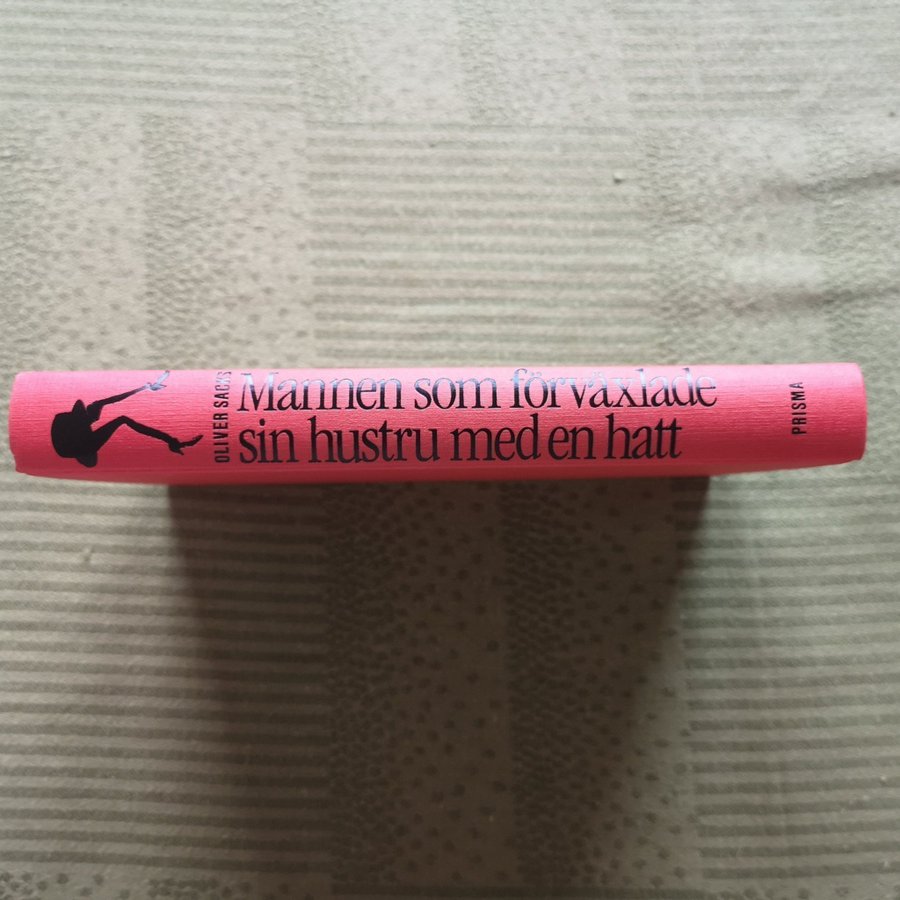 OLIVER SACKS
Mannen som förväxlade
sin hustru med en hatt
PRISMA